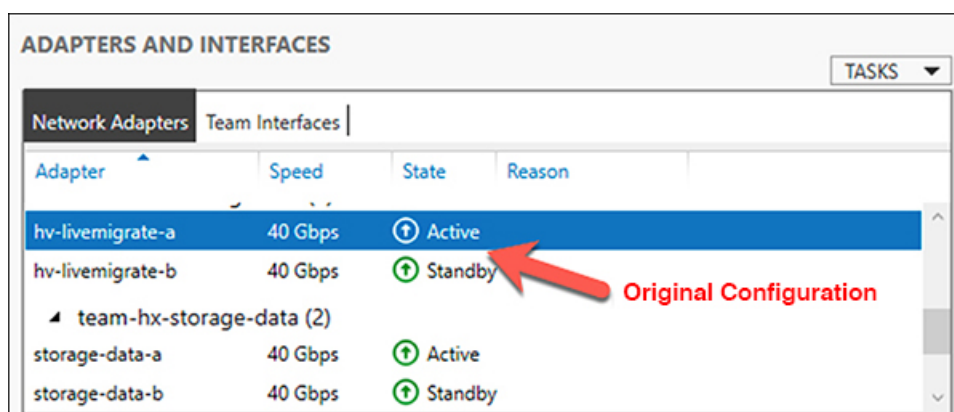 ADAPTERS AND INTERFACES
TASKS
Network Adapters Team Interfaces
Adapter Speed State Reason
hv-livemigrate-a 40 Gbps Active
hv-livemigrate-b 40 Gbps Standby
Original Configuration
team-hx-storage-data (2)
storage-data-a 40 Gbps Active
storage-data-b 40 Gbps Standby